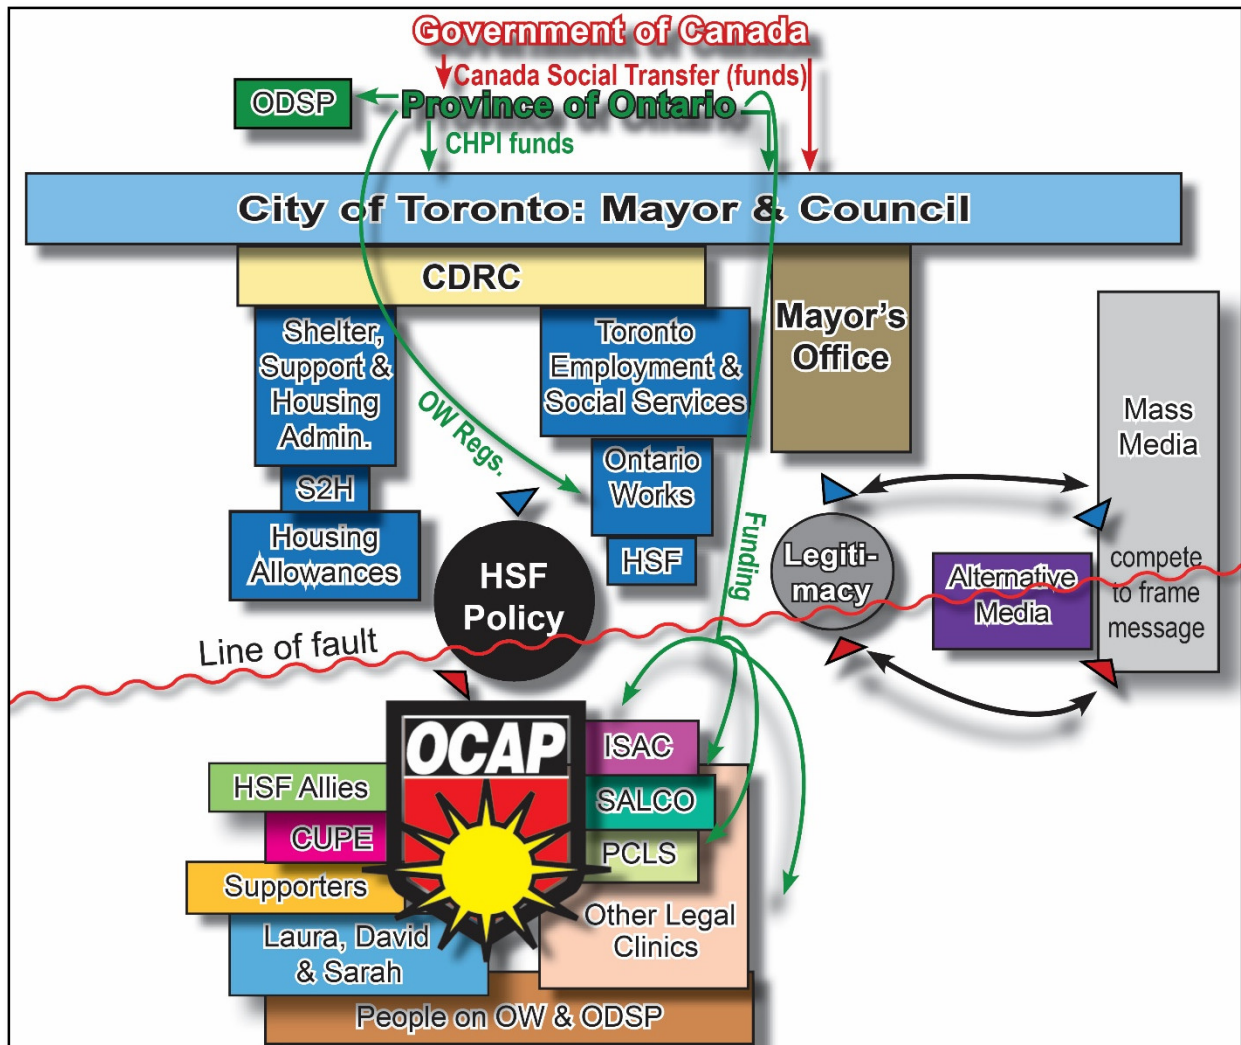 Government of Canada
Canada Social Transfer (funds)
ODSP
Province of Ontario
CHPI funds
City of Toronto: Mayor & Council
CDRC
Mayor's
Office
Shelter,
Support &
Housing
Admin.
Toronto
Employment &
Social Services
Mass
Media
OW Regs.
Ontario
Works
S2H
Housing
Allowances
HSF
Funding
HSF
Policy
Legiti-
macy
Alternative
Media
compete
to frame
message
Line of fault
OCAP
ISAC
HSF Allies
SALCO
CUPE
PCLS
Supporters
Other Legal
Clinics
Laura, David
& Sarah
People on OW & ODSP